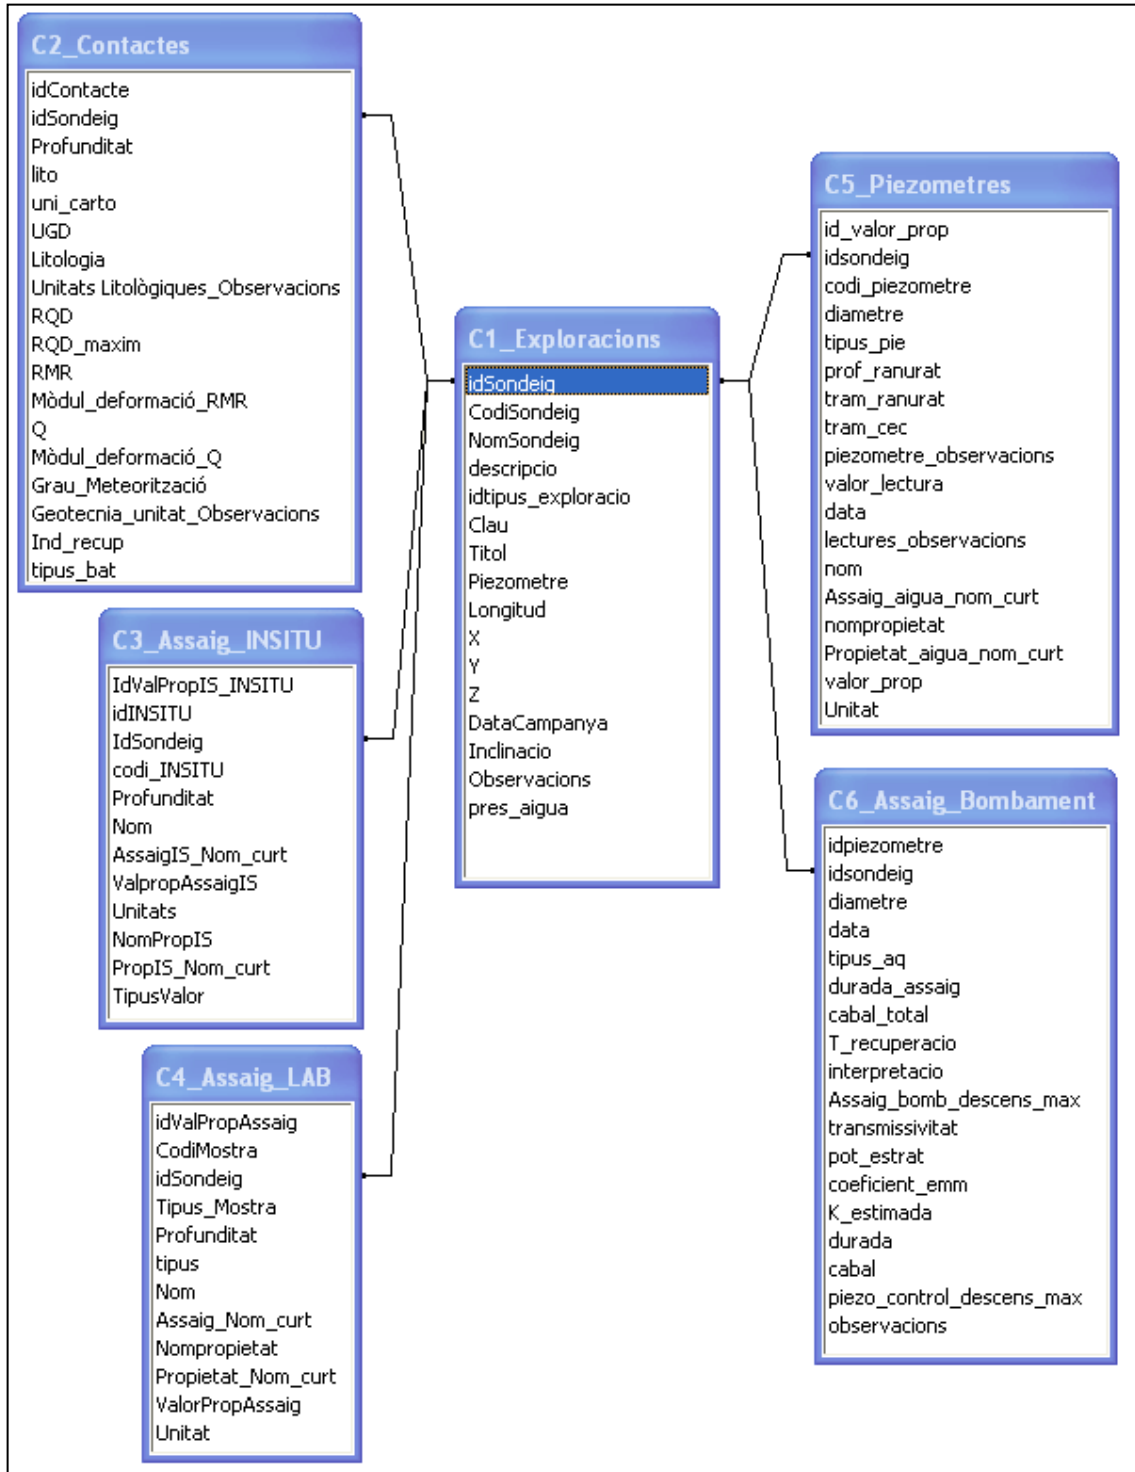 C2_Contactes
idContacte
idSondeig
Profunditat
lito
uni_carto
UGD
Litologia
Unitats Litològiques_Observacions
RQD
RQD_maxim
RMR
Mòdul_deformació_RMR
Q
Mòdul_deformació_Q
Grau_Meteorització
Geotecnia_unitat_Observacions
Ind_recup
tipus_bat
C3_Assaig_INSITU
IdValPropIS_INSITU
idINSITU
IdSondeig
codi_INSITU
Profunditat
Nom
AssaigIS_Nom_curt
ValpropAssaigIS
Unitats
NomPropIS
PropIS_Nom_curt
TipusValor
C4_Assaig_LAB
idValPropAssaig
CodiMostra
idSondeig
Tipus_Mostra
Profunditat
tipus
Nom
Assaig_Nom_curt
Nompropietat
Propietat_Nom_curt
ValorPropAssaig
Unitat
C1_Exploracions
idSondeig
CodiSondeig
NomSondeig
descripcio
idtipus_exploracio
Clau
Titol
Piezometre
Longitud
X
Y
Z
DataCampanya
Inclinacio
Observacions
pres_aigua
C5_Piezometres
id_valor_prop
idsondeig
codi_piezometre
diametre
tipus_pie
prof_ranurat
tram_ranurat
tram_cec
piezometre_observacions
valor_lectura
data
lectures_observacions
nom
Assaig_aigua_nom_curt
nompropietat
Propietat_aigua_nom_curt
valor_prop
Unitat
C6_Assaig_Bombament
idpiezometre
idsondeig
diametre
data
tipus_aq
durada_assaig
cabal_total
T_recuperacio
interpretacio
Assaig_bomb_descens_max
transmissivitat
pot_estrat
coeficient_emm
K_estimada
durada
cabal
piezo_control_descens_max
observacions